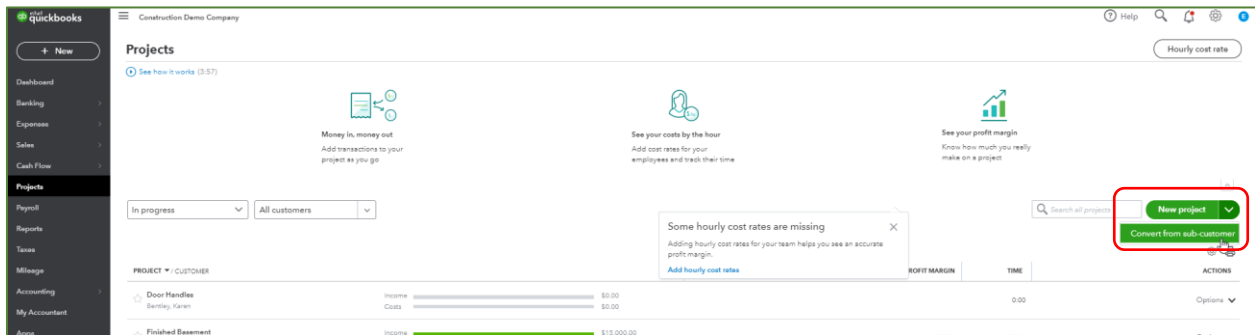 intuit
quickbooks
Construction Demo Company
Help
E
+ New
Projects
Hourly cost rate
See how it works (3:57)
Dashboard
Banking
Expenses
Sales
Cash Flow
Projects
Payroll
Reports
Taxes
Mileage
Accounting
My Accountant
Apps
Money in, money out
Add transactions to your
project as you go
See your costs by the hour
Add cost rates for your
employees and track their time
See your profit margin
Know how much you really
make on a project
In progress
All customers
Search all projects
New project
Convert from sub-customer
Some hourly cost rates are missing
Adding hourly cost rates for your team helps you see an accurate
profit margin.
Add hourly cost rates
PROJECT / CUSTOMER
ROFIT MARGIN
TIME
ACTIONS
Door Handles
Bentley, Karen
Income $0.00
Costs $0.00
0:00
Options
Finished Basement
Income $15,000.00